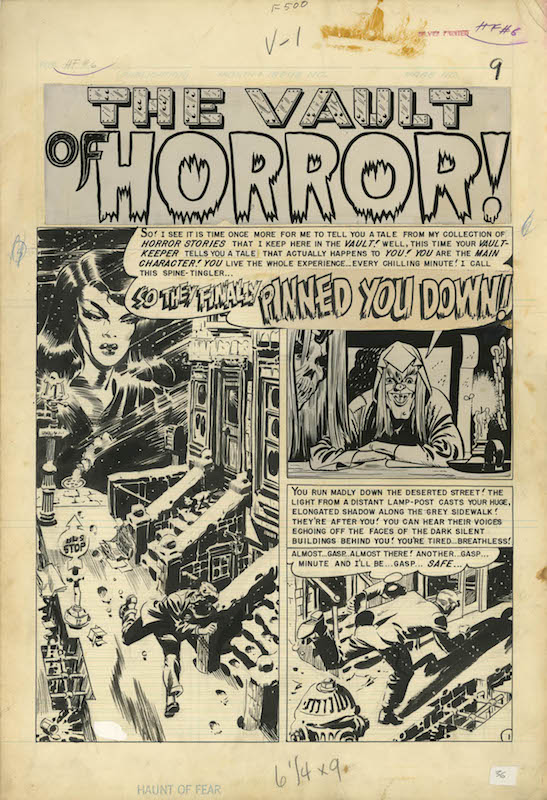 F500
V-1
SILVER PRINTED
HF#6
HF#6
9
THE VAULT
OF HORROR!
SO! I SEE IT IS TIME ONCE MORE FOR ME TO TELL YOU A TALE FROM MY COLLECTION OF
HORROR STORIES THAT I KEEP HERE IN THE VAULT! WELL, THIS TIME YOUR VAULT-
KEEPER TELLS YOU A TALE THAT ACTUALLY HAPPENS TO YOU! YOU ARE THE MAIN
CHARACTER! YOU LIVE THE WHOLE EXPERIENCE...EVERY CHILLING MINUTE! I CALL
THIS SPINE-TINGLER...
SO THEY FINALLY PINNED YOU DOWN!
BUS
STOP
YOU RUN MADLY DOWN THE DESERTED STREET! THE
LIGHT FROM A DISTANT LAMP-POST CASTS YOUR HUGE,
ELONGATED SHADOW ALONG THE GREY SIDEWALK!
THEY'RE AFTER YOU! YOU CAN HEAR THEIR VOICES
ECHOING OFF THE FACES OF THE DARK SILENT
BUILDINGS BEHIND YOU! YOU'RE TIRED...BREATHLESS!
ALMOST...GASP...ALMOST THERE! ANOTHER...GASP...
MINUTE AND I'LL BE...GASP... SAFE...
1
HAUNT OF FEAR
6 1/4 x 9
56